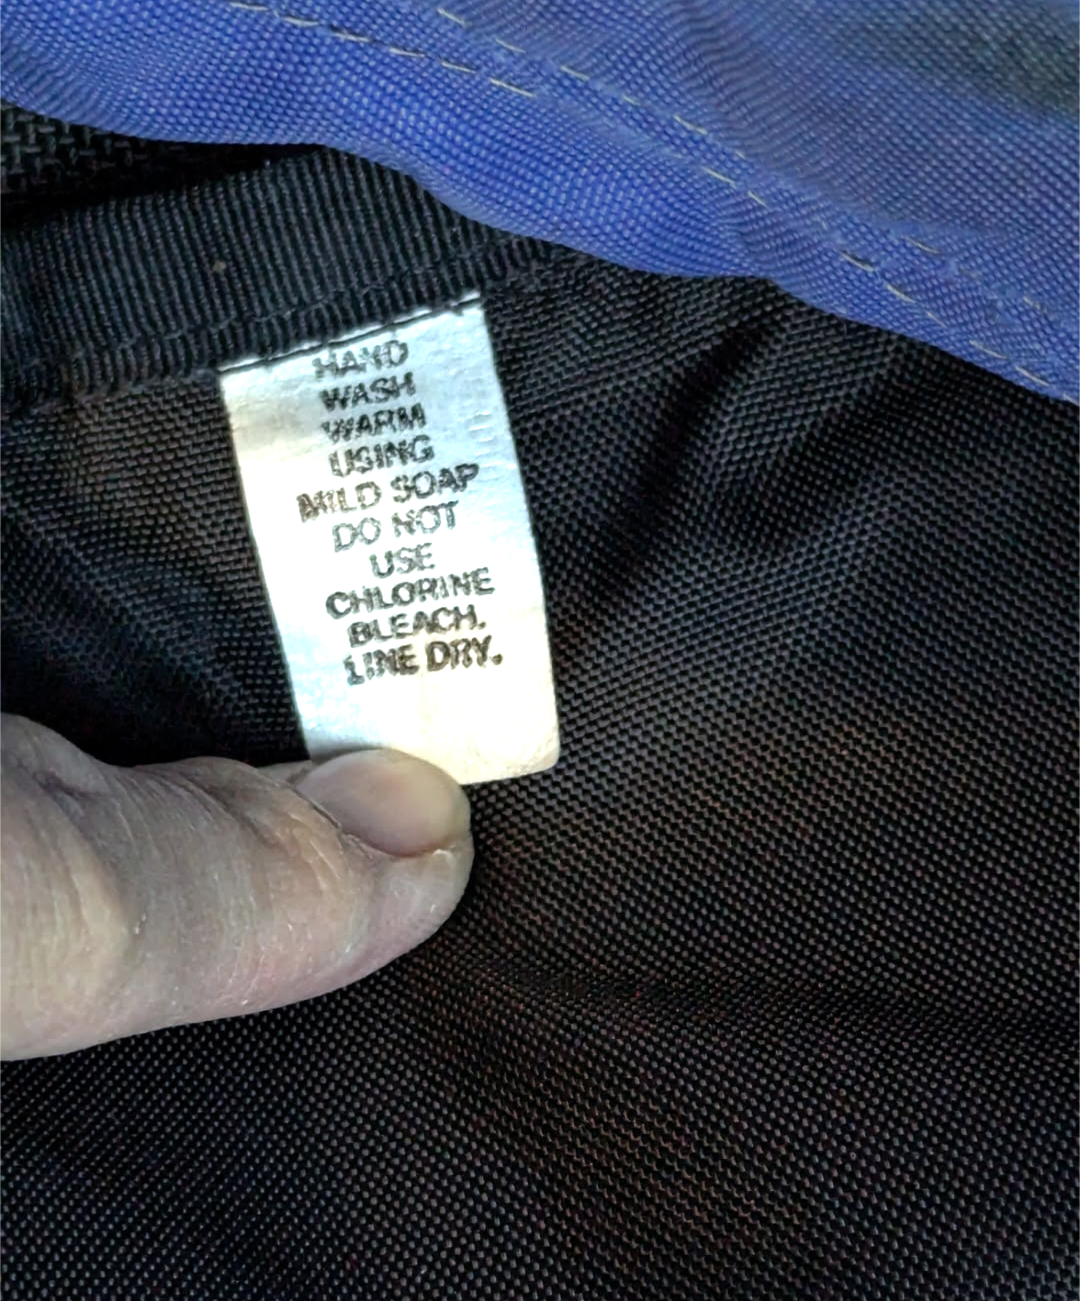 HAND
WASH
WARM
USING
MILD SOAP
DO NOT
USE
CHLORINE
BLEACH.
LINE DRY.